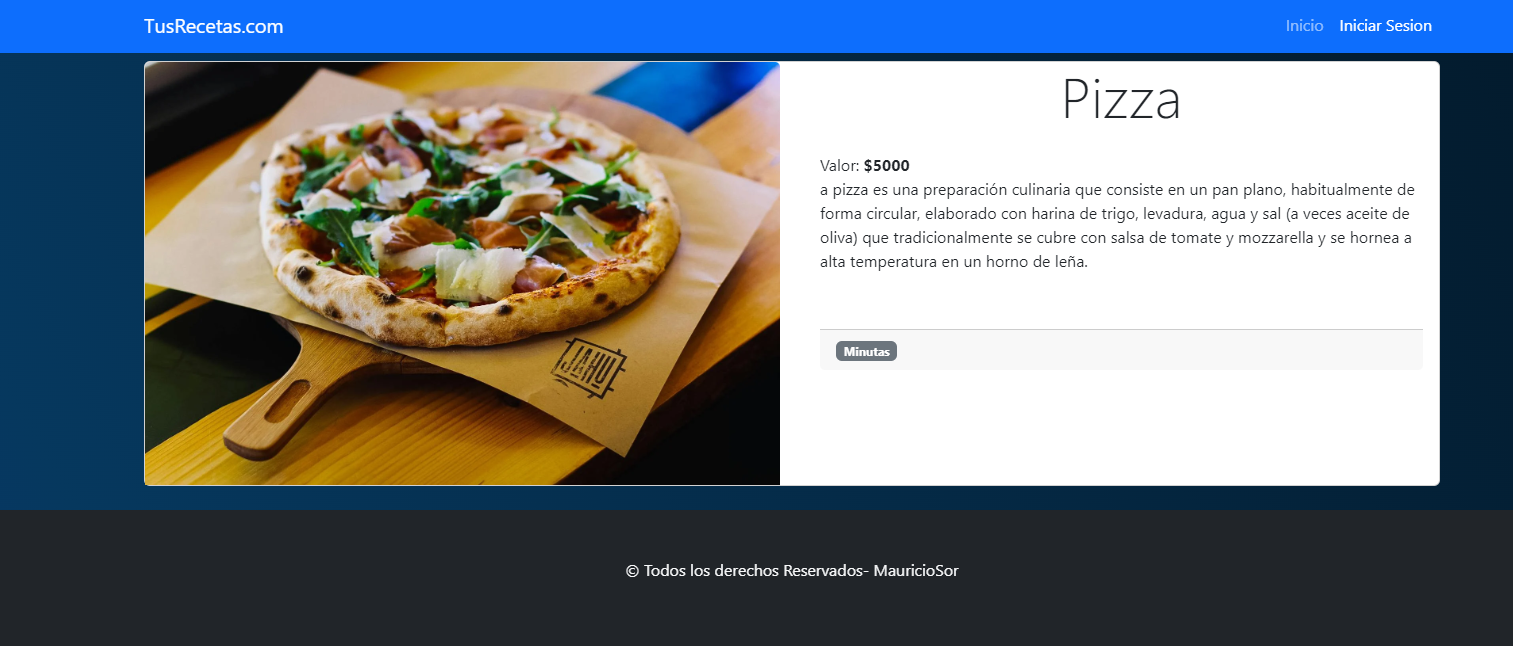 TusRecetas.com
Inicio
Iniciar Sesion
Pizza
Valor: $5000
a pizza es una preparación culinaria que consiste en un pan plano, habitualmente de
forma circular, elaborado con harina de trigo, levadura, agua y sal (a veces aceite de
oliva) que tradicionalmente se cubre con salsa de tomate y mozzarella y se hornea a
alta temperatura en un horno de leña.
Minutas
JAHU
© Todos los derechos Reservados- MauricioSor